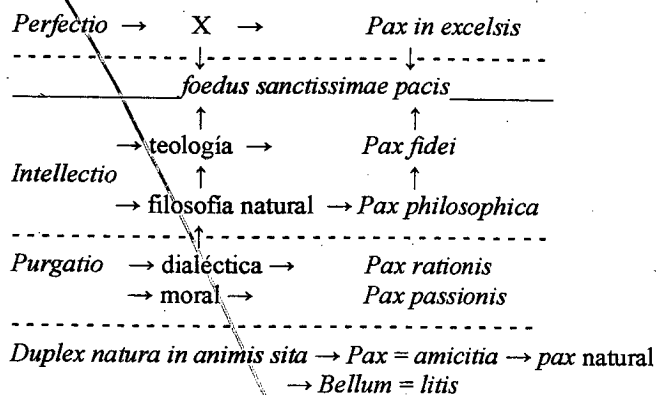 Perfectio → X → Pax in excelsis
↓ ↓
foedus sanctissimae pacis
↑ ↑
→ teología → Pax fidei
Intellectio ↑ ↑
→ filosofía natural → Pax philosophica
↑
Purgatio → dialéctica → Pax rationis
→ moral → Pax passionis
Duplex natura in animis sita → Pax = amicitia → pax natural
→ Bellum = litis